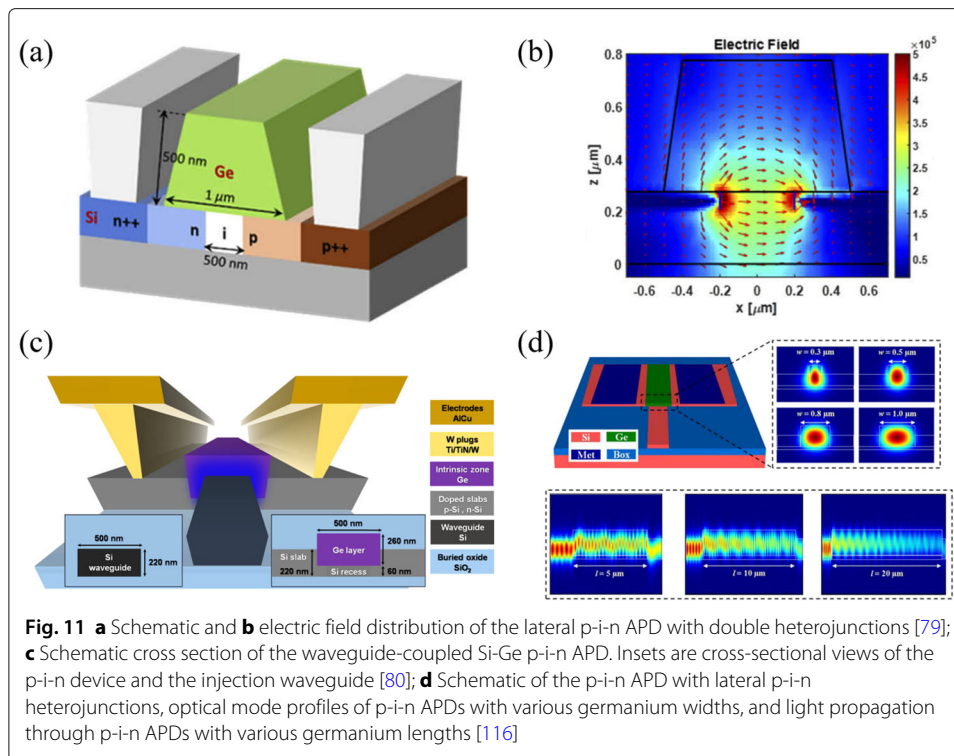 (a)
500 nm
Ge
1 μm
Si
n++
n
i
p
p++
500 nm
(b)
Electric Field
×10⁵
0.8
0.6
0.4
0.2
0
z [μm]
-0.6
-0.4
-0.2
0
0.2
0.4
0.6
x [μm]
5
4.5
4
3.5
3
2.5
2
1.5
1
0.5
(c)
Electrodes
AlCu
W plugs
Ti/TiN/W
Intrinsic zone
Ge
Doped slabs
p-Si , n-Si
Waveguide
Si
Buried oxide
SiO₂
500 nm
Si
waveguide
220 nm
500 nm
Ge layer
260 nm
Si slab
220 nm
Si recess
60 nm
(d)
Si
Ge
Met
Box
w = 0.3 μm
w = 0.5 μm
w = 0.8 μm
w = 1.0 μm
l = 5 μm
l = 10 μm
l = 20 μm
Fig. 11 a Schematic and b electric field distribution of the lateral p-i-n APD with double heterojunctions [79];
c Schematic cross section of the waveguide-coupled Si-Ge p-i-n APD. Insets are cross-sectional views of the
p-i-n device and the injection waveguide [80]; d Schematic of the p-i-n APD with lateral p-i-n
heterojunctions, optical mode profiles of p-i-n APDs with various germanium widths, and light propagation
through p-i-n APDs with various germanium lengths [116]